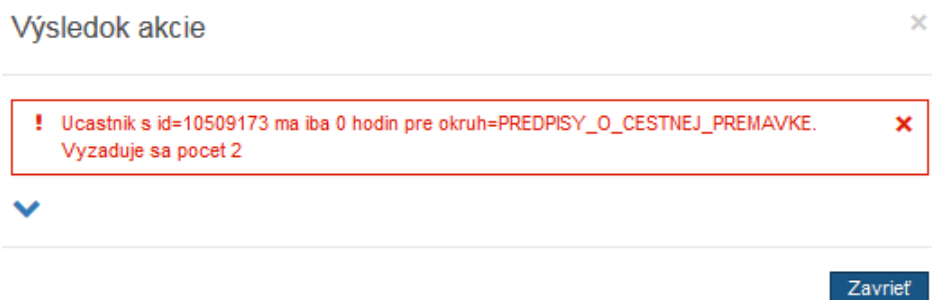 Výsledok akcie
! Ucastnik s id=10509173 ma iba 0 hodin pre okruh=PREDPISY_O_CESTNEJ_PREMAVKE.
Vyzaduje sa pocet 2
Zavrieť